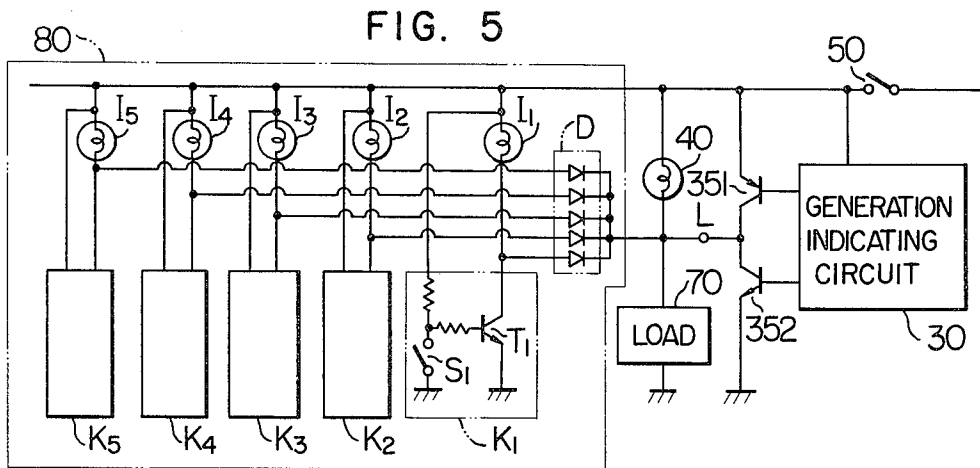 FIG. 5
80
50
I5
I4
I3
I2
I1
D
40
351
L
GENERATION
INDICATING
CIRCUIT
70
LOAD
352
30
T1
S1
K5
K4
K3
K2
K1